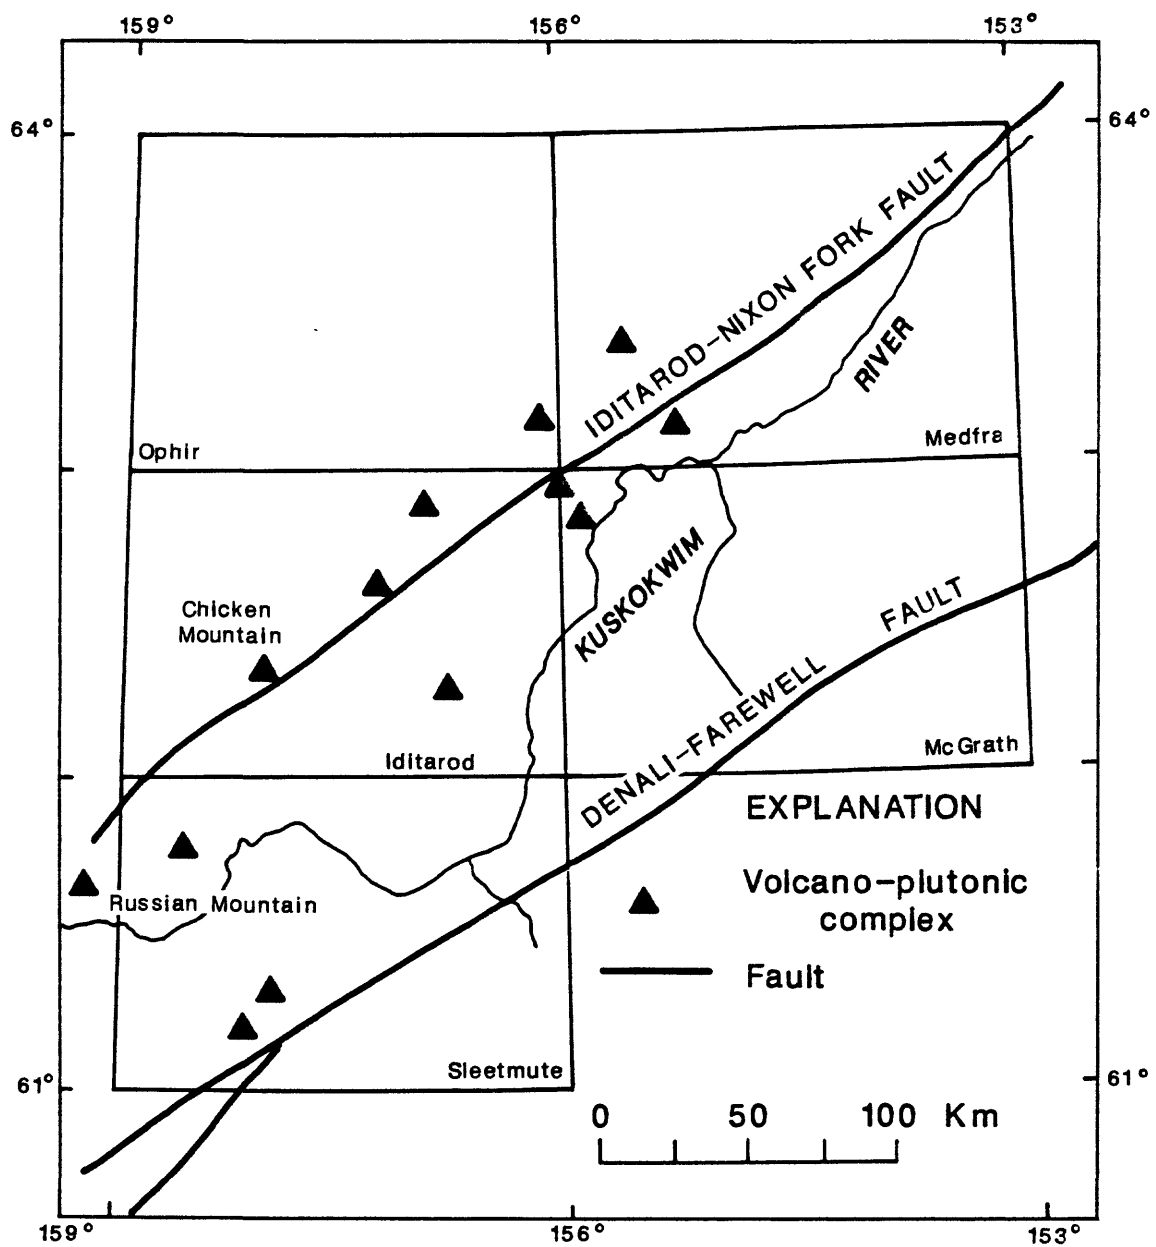 159° 156° 153°
64° 64°
IDITAROD-NIXON FORK FAULT
RIVER
Ophir
Medfra
KUSKOKWIM
FAULT
Chicken
Mountain
DENALI-FAREWELL
Iditarod
McGrath
EXPLANATION
Volcano-plutonic
complex
Russian Mountain
Fault
Sleetmute
61° 61°
0 50 100 Km
159° 156° 153°